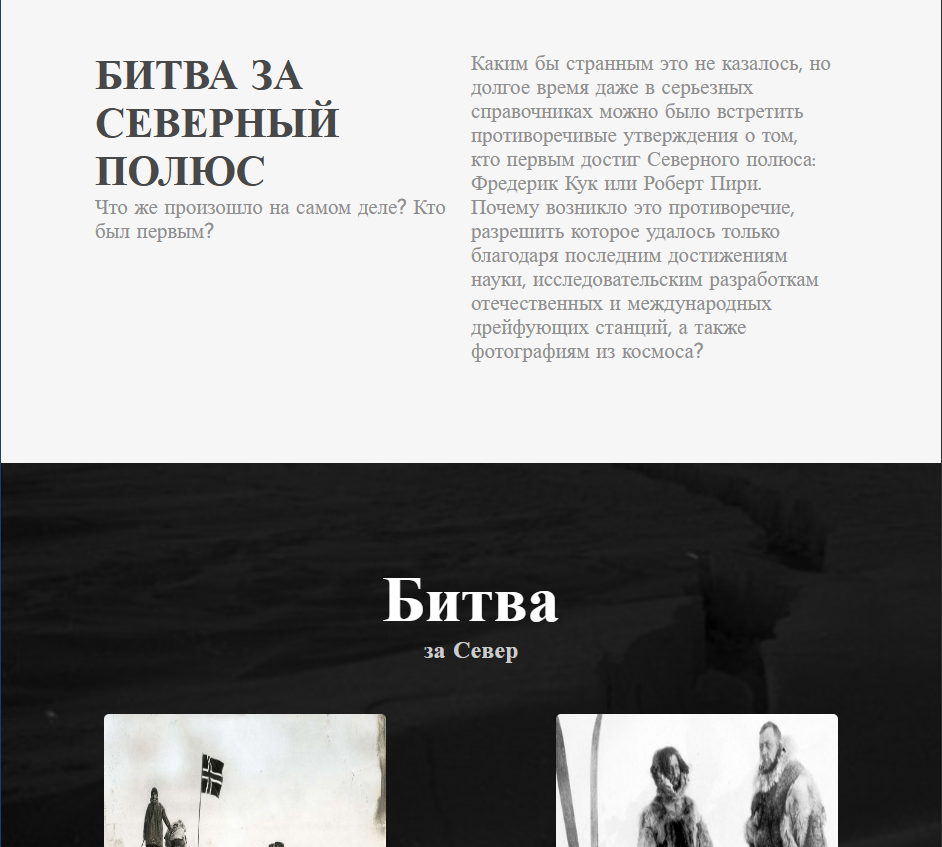 БИТВА ЗА
СЕВЕРНЫЙ
ПОЛЮС
Что же произошло на самом деле? Кто
был первым?
Каким бы странным это не казалось, но
долгое время даже в серьезных
справочниках можно было встретить
противоречивые утверждения о том,
кто первым достиг Северного полюса:
Фредерик Кук или Роберт Пири.
Почему возникло это противоречие,
разрешить которое удалось только
благодаря последним достижениям
науки, исследовательским разработкам
отечественных и международных
дрейфующих станций, а также
фотографиям из космоса?
Битва
за Север